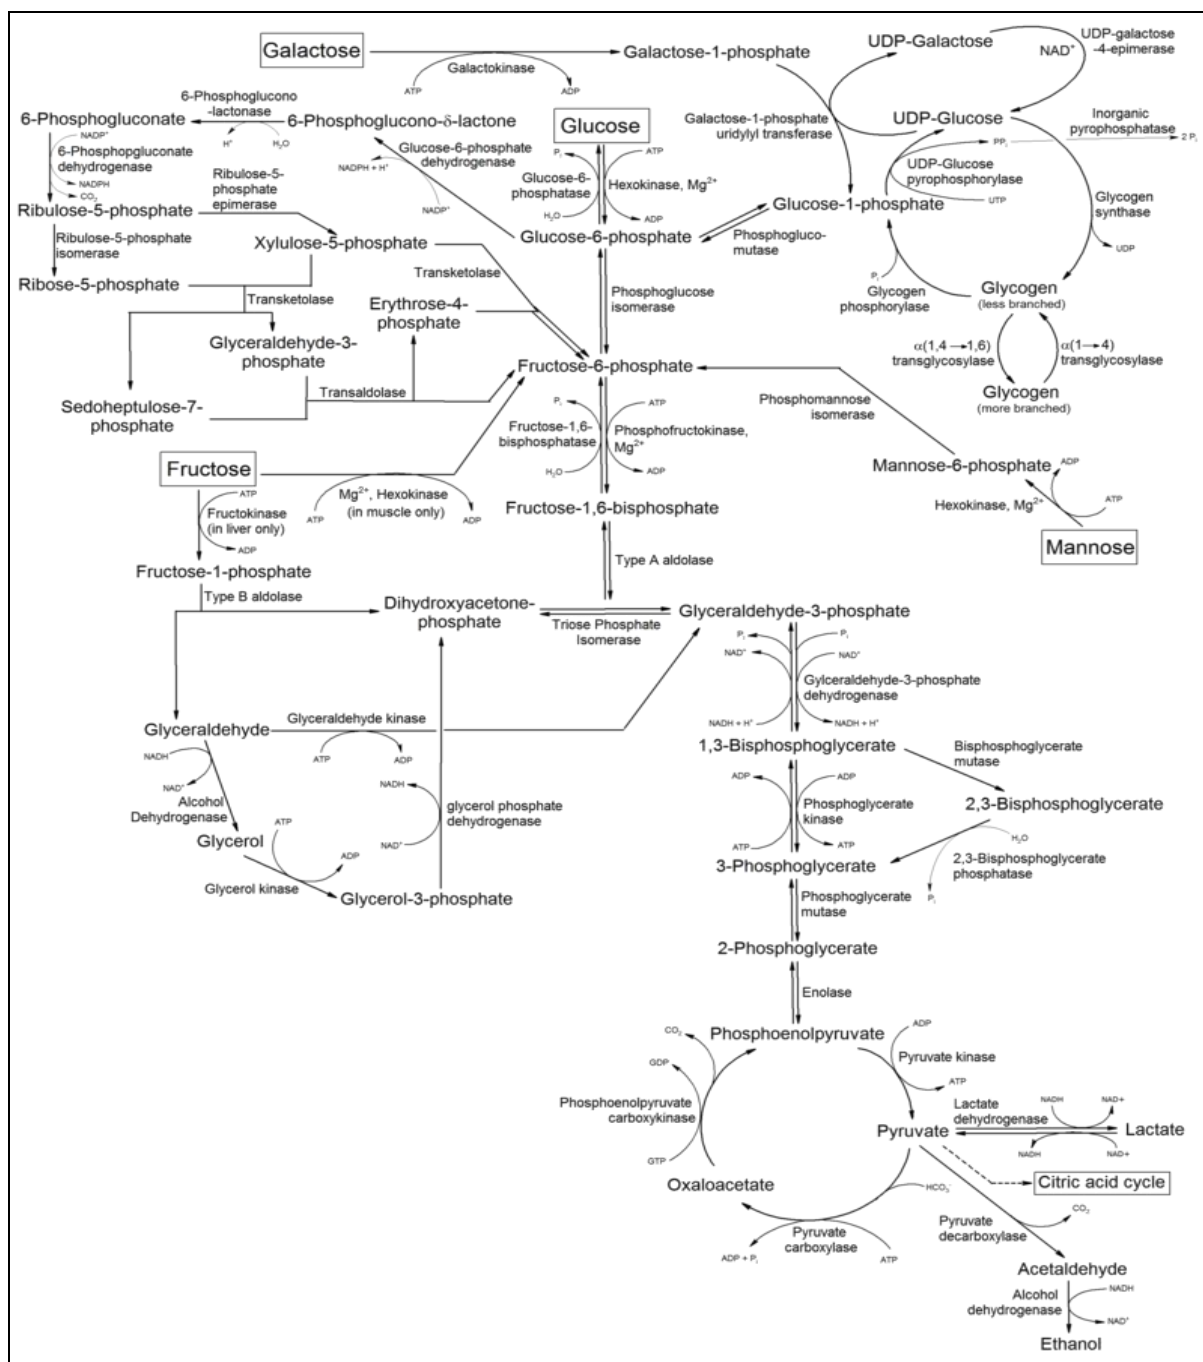 Galactose
Galactokinase
ATP
ADP
Galactose-1-phosphate
UDP-Galactose
NAD⁺
UDP-galactose
-4-epimerase
6-Phosphoglucono
-lactonase
6-Phosphogluconate
H⁺
H₂O
6-Phosphoglucono-δ-lactone
Glucose
Galactose-1-phosphate
uridylyl transferase
UDP-Glucose
Inorganic
pyrophosphatase
PPᵢ
2 Pᵢ
NADP⁺
6-Phosphopgluconate
dehydrogenase
NADPH
CO₂
Glucose-6-phosphate
dehydrogenase
NADPH + H⁺
NADP⁺
Pᵢ
ATP
Glucose-6-
phosphatase
Hexokinase, Mg²⁺
H₂O
ADP
UDP-Glucose
pyrophosphorylase
UTP
Ribulose-5-
phosphate
epimerase
Ribulose-5-phosphate
Glucose-1-phosphate
Glycogen
synthase
UDP
Ribulose-5-phosphate
isomerase
Xylulose-5-phosphate
Glucose-6-phosphate
Phosphogluco-
mutase
Ribose-5-phosphate
Transketolase
Transketolase
Phosphoglucose
isomerase
Pᵢ
Glycogen
phosphorylase
Glycogen
(less branched)
Erythrose-4-
phosphate
Glyceraldehyde-3-
phosphate
α(1,4→1,6)
transglycosylase
α(1→4)
transglycosylase
Fructose-6-phosphate
Transaldolase
Glycogen
(more branched)
Sedoheptulose-7-
phosphate
Phosphomannose
isomerase
Pᵢ
ATP
Fructose-1,6-
bisphosphatase
Phosphofructokinase,
Mg²⁺
H₂O
ADP
Fructose
Mannose-6-phosphate
ADP
Hexokinase, Mg²⁺
ATP
ATP
Fructokinase
(in liver only)
ADP
Mg²⁺, Hexokinase
(in muscle only)
ATP
ADP
Fructose-1,6-bisphosphate
Mannose
Type A aldolase
Fructose-1-phosphate
Type B aldolase
Dihydroxyacetone-
phosphate
Triose Phosphate
Isomerase
Glyceraldehyde-3-phosphate
Pᵢ
Pᵢ
NAD⁺
NAD⁺
Gylceraldehyde-3-phosphate
dehydrogenase
NADH + H⁺
NADH + H⁺
Glyceraldehyde
Glyceraldehyde kinase
ATP
ADP
NADH
NAD⁺
Alcohol
Dehydrogenase
1,3-Bisphosphoglycerate
Bisphosphoglycerate
mutase
NADH
glycerol phosphate
dehydrogenase
NAD⁺
ADP
ADP
Phosphoglycerate
kinase
ATP
ATP
2,3-Bisphosphoglycerate
H₂O
2,3-Bisphosphoglycerate
phosphatase
Pᵢ
Glycerol
ATP
ADP
Glycerol kinase
Glycerol-3-phosphate
3-Phosphoglycerate
Phosphoglycerate
mutase
2-Phosphoglycerate
Enolase
Phosphoenolpyruvate
CO₂
GDP
Phosphoenolpyruvate
carboxykinase
GTP
ADP
Pyruvate kinase
ATP
Pyruvate
Lactate
dehydrogenase
NADH
NAD+
NADH
NAD+
Lactate
Oxaloacetate
HCO₃⁻
Citric acid cycle
Pyruvate
carboxylase
ADP + Pᵢ
ATP
Pyruvate
decarboxylase
CO₂
Acetaldehyde
Alcohol
dehydrogenase
NADH
NAD⁺
Ethanol